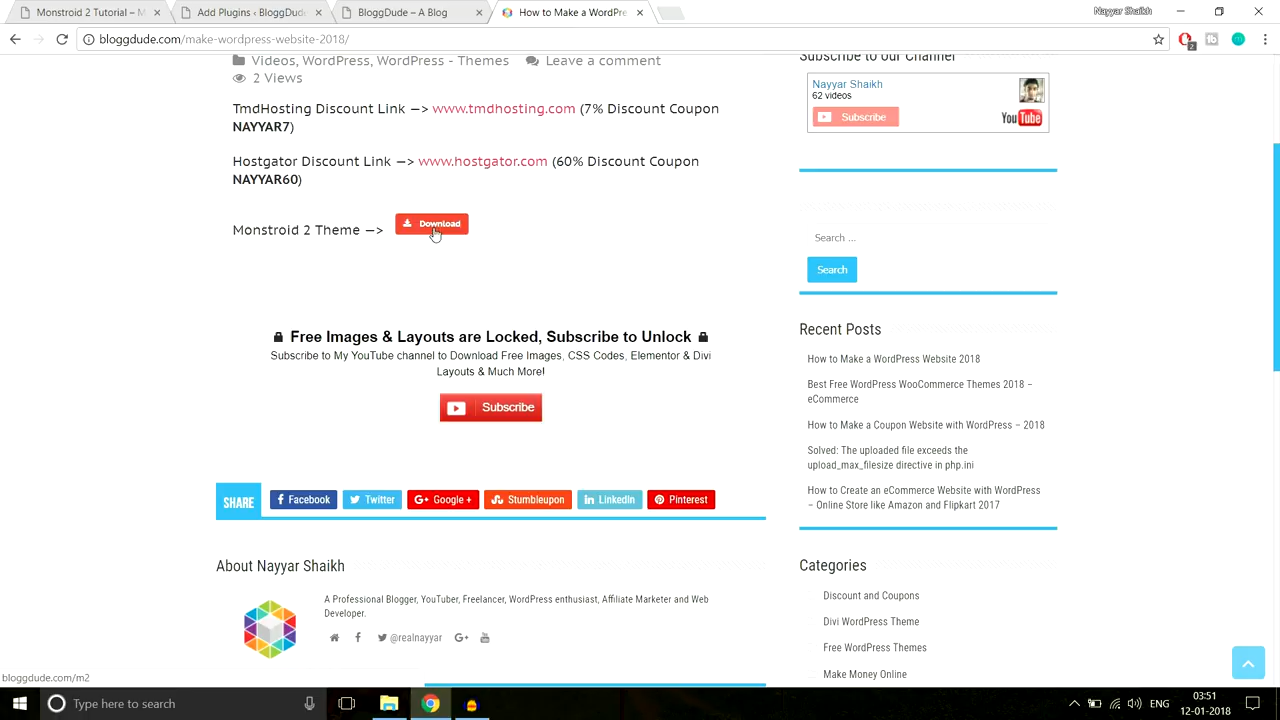 Monstroid 2 Tutorial – M
Add Plugins ‹ BloggDude
BloggDude – A Blog
How to Make a WordPre
Nayyar Shaikh
bloggdude.com/make-wordpress-website-2018/
2
Videos, WordPress, WordPress - Themes
Leave a comment
2 Views
TmdHosting Discount Link —> www.tmdhosting.com (7% Discount Coupon
NAYYAR7)
Hostgator Discount Link —> www.hostgator.com (60% Discount Coupon
NAYYAR60)
Monstroid 2 Theme —>
Download
Free Images & Layouts are Locked, Subscribe to Unlock
Subscribe to My YouTube channel to Download Free Images, CSS Codes, Elementor & Divi
Layouts & Much More!
Subscribe
SHARE
Facebook
Twitter
Google +
Stumbleupon
LinkedIn
Pinterest
About Nayyar Shaikh
A Professional Blogger, YouTuber, Freelancer, WordPress enthusiast, Affiliate Marketer and Web
Developer.
@realnayyar
Subscribe to our Channel
Nayyar Shaikh
62 videos
Subscribe
YouTube
Search …
Search
Recent Posts
How to Make a WordPress Website 2018
Best Free WordPress WooCommerce Themes 2018 –
eCommerce
How to Make a Coupon Website with WordPress – 2018
Solved: The uploaded file exceeds the
upload_max_filesize directive in php.ini
How to Create an eCommerce Website with WordPress
– Online Store like Amazon and Flipkart 2017
Categories
Discount and Coupons
Divi WordPress Theme
Free WordPress Themes
Make Money Online
bloggdude.com/m2
Type here to search
ENG
03:51
12-01-2018